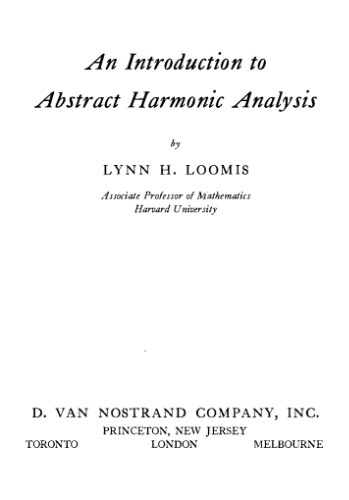 An Introduction to
Abstract Harmonic Analysis
by
LYNN H. LOOMIS
Associate Professor of Mathematics
Harvard University
D. VAN NOSTRAND COMPANY, INC.
PRINCETON, NEW JERSEY
TORONTO LONDON MELBOURNE